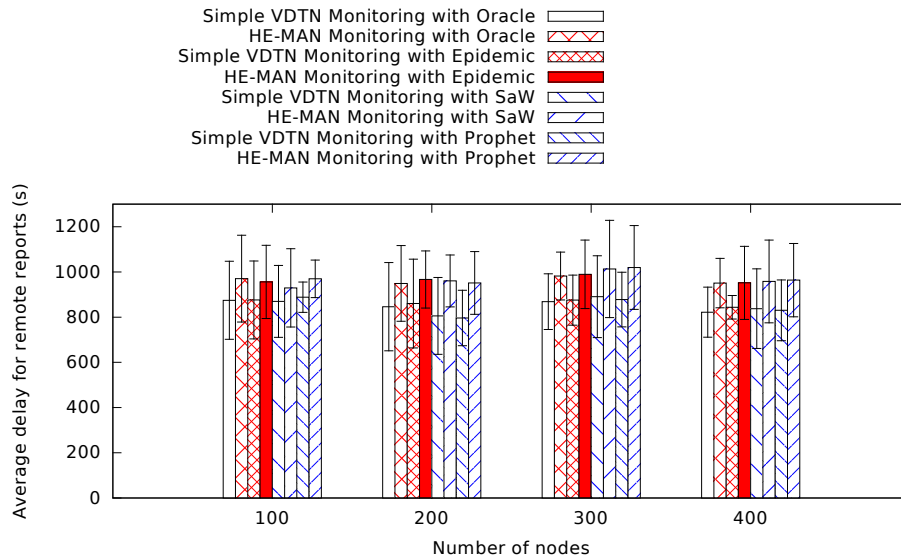 Simple VDTN Monitoring with Oracle
HE-MAN Monitoring with Oracle
Simple VDTN Monitoring with Epidemic
HE-MAN Monitoring with Epidemic
Simple VDTN Monitoring with SaW
HE-MAN Monitoring with SaW
Simple VDTN Monitoring with Prophet
HE-MAN Monitoring with Prophet
Average delay for remote reports (s)
1200
1000
800
600
400
200
0
100 200 300 400
Number of nodes